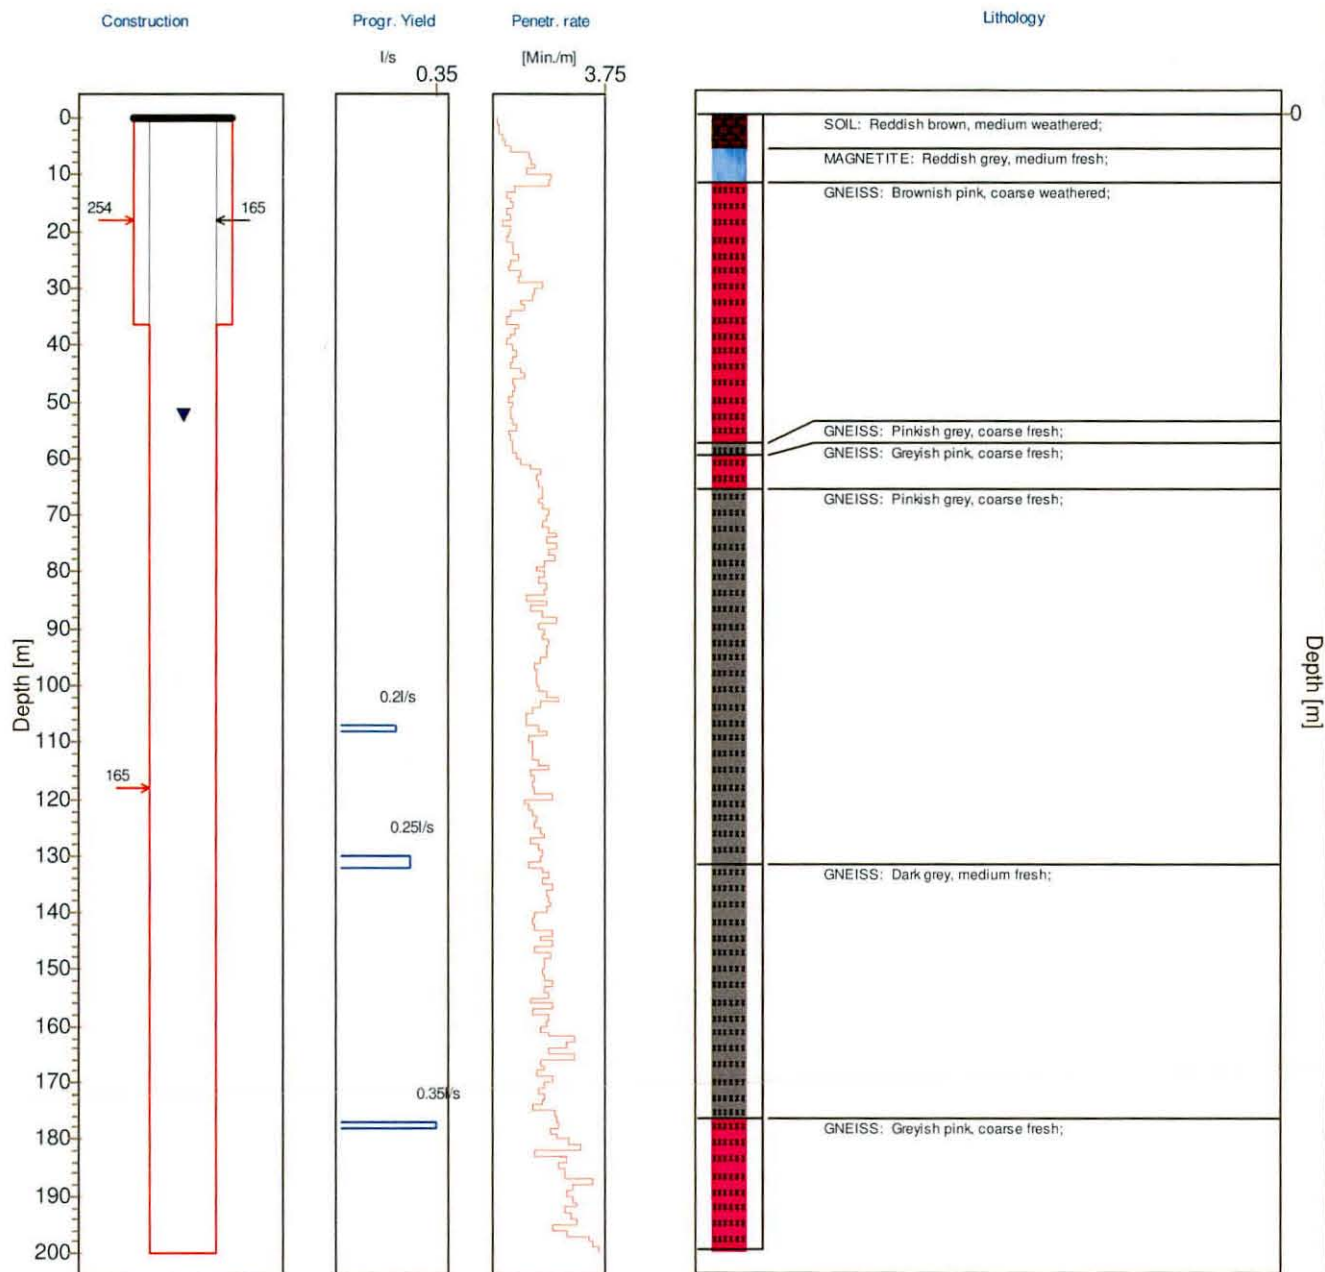 Construction
Progr. Yield
Penetr. rate
Lithology
l/s
[Min./m]
0.35
3.75
0
0
SOIL: Reddish brown, medium weathered;
MAGNETITE: Reddish grey, medium fresh;
10
GNEISS: Brownish pink, coarse weathered;
254
165
20
30
40
50
GNEISS: Pinkish grey, coarse fresh;
GNEISS: Greyish pink, coarse fresh;
60
GNEISS: Pinkish grey, coarse fresh;
70
80
90
Depth [m]
Depth [m]
100
0.2l/s
110
165
120
0.25l/s
130
GNEISS: Dark grey, medium fresh;
140
150
160
170
0.35l/s
GNEISS: Greyish pink, coarse fresh;
180
190
200